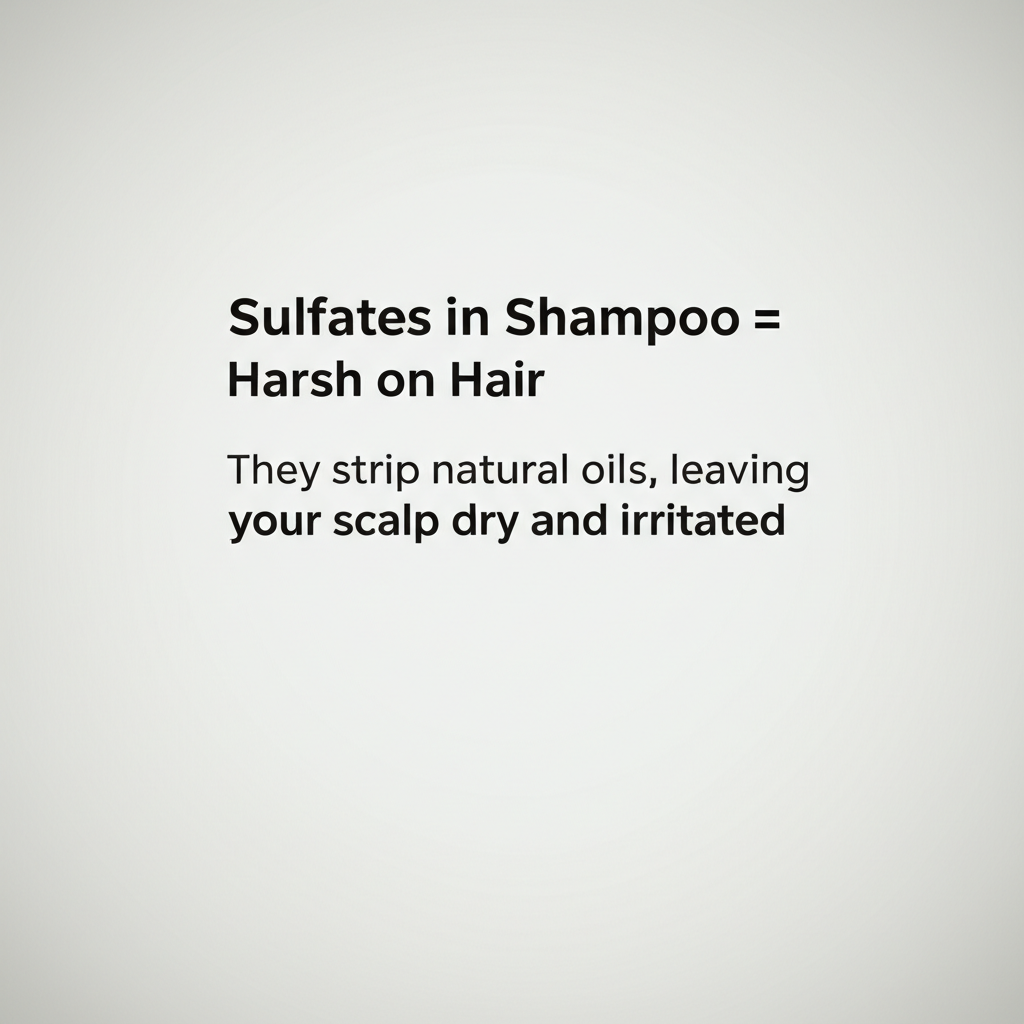 Sulfates in Shampoo =
Harsh on Hair
They strip natural oils, leaving
your scalp dry and irritated